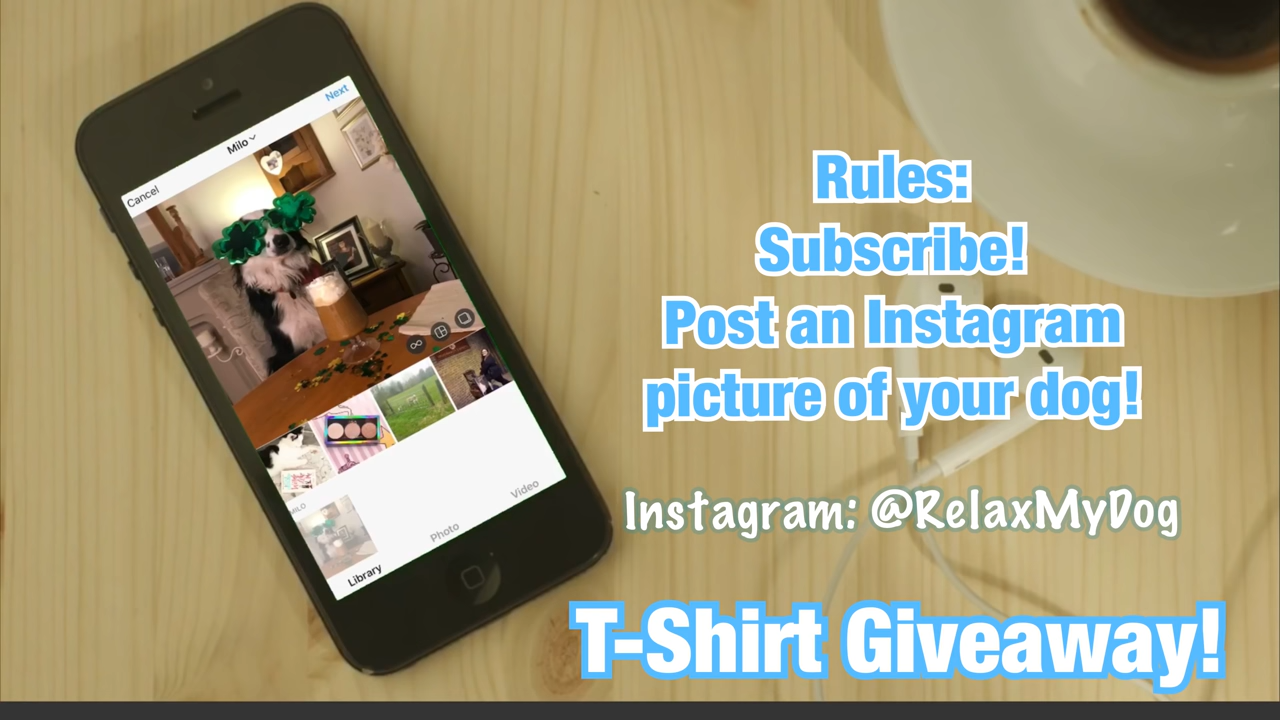 Next
Milo
Cancel
Rules:
Subscribe!
Post an Instagram
picture of your dog!
MILO
Video
Photo
Library
Instagram: @RelaxMyDog
T-Shirt Giveaway!